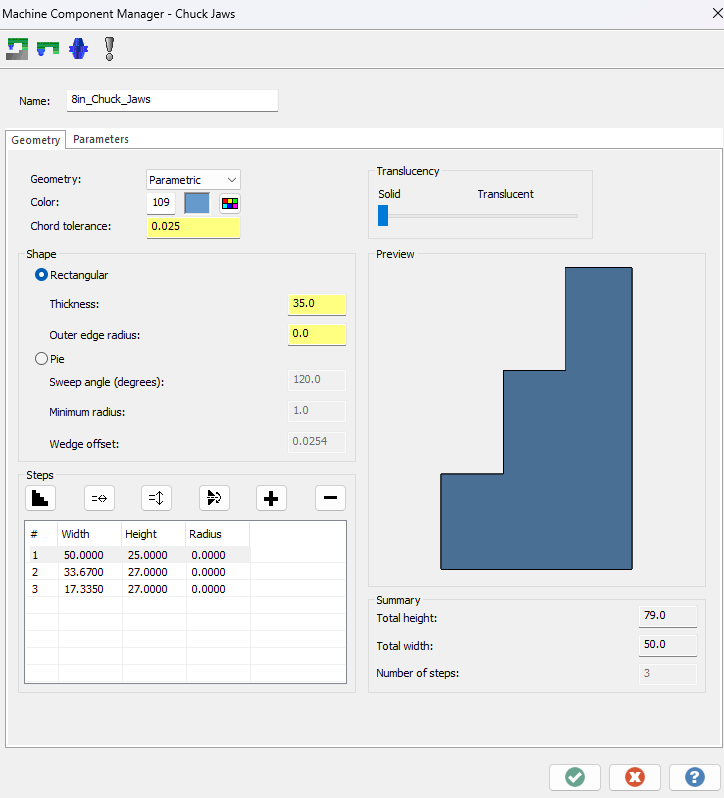 Machine Component Manager - Chuck Jaws
Name: 8in_Chuck_Jaws
Geometry Parameters
Geometry: Parametric
Color: 109
Chord tolerance: 0.025
Translucency
Solid Translucent
Shape
Rectangular
Thickness: 35.0
Outer edge radius: 0.0
Pie
Sweep angle (degrees): 120.0
Minimum radius: 1.0
Wedge offset: 0.0254
Preview
Steps
# Width Height Radius
1 50.0000 25.0000 0.0000
2 33.6700 27.0000 0.0000
3 17.3350 27.0000 0.0000
Summary
Total height: 79.0
Total width: 50.0
Number of steps: 3